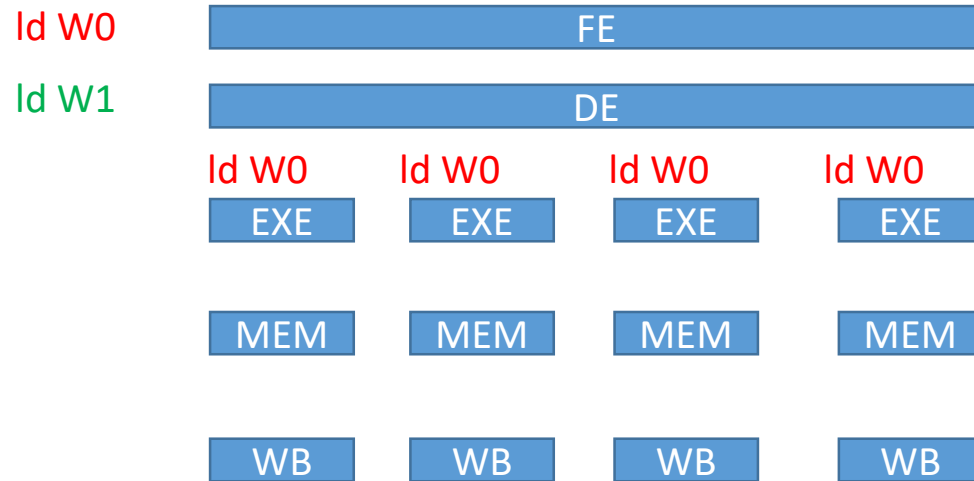 ld W0 FE
ld W1 DE
ld W0 ld W0 ld W0 ld W0
EXE EXE EXE EXE
MEM MEM MEM MEM
WB WB WB WB